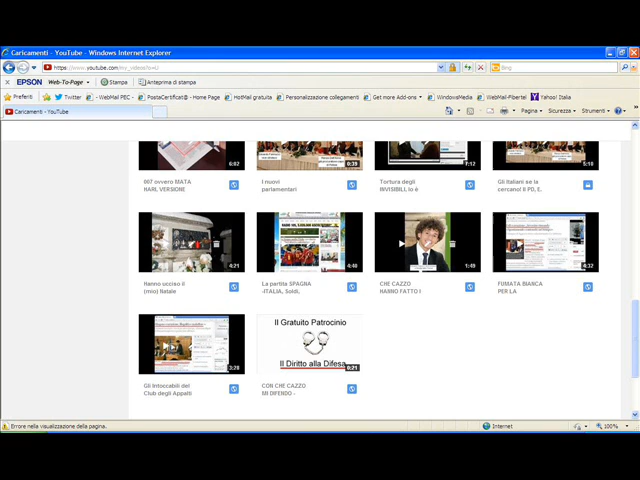 Caricamenti - YouTube - Windows Internet Explorer
https://www.youtube.com/my_videos?o=U
Bing
EPSON Web-To-Page Stampa Anteprima di stampa
Preferiti Twitter - WebMail PEC - PostaCertificat@ - Home Page HotMail gratuita Personalizzazione collegamenti Get more Add-ons WindowsMedia WebMail-Fibertel Yahoo! Italia
Caricamenti - YouTube
Pagina Sicurezza Strumenti
6:02 0:39 7:12 5:10
007 ovvero MATA
HARI. VERSIONE
I nuovi
parlamentari
Tortura degli
INVISIBILI. Io è
Gli italiani se la
cercano! Il PD, E.
4:21 4:40 1:49 4:32
Hanno ucciso il
(mio) Natale
La partita SPAGNA
-ITALIA, Soldi,
CHE CAZZO
HANNO FATTO I
FUMATA BIANCA
PER LA
3:28
Il Gratuito Patrocinio
Il Diritto alla Difesa
0:21
Gli Intoccabili del
Club degli Appalti
CON CHE CAZZO
MI DIFENDO -
Errore nella visualizzazione della pagina.
Internet
100%